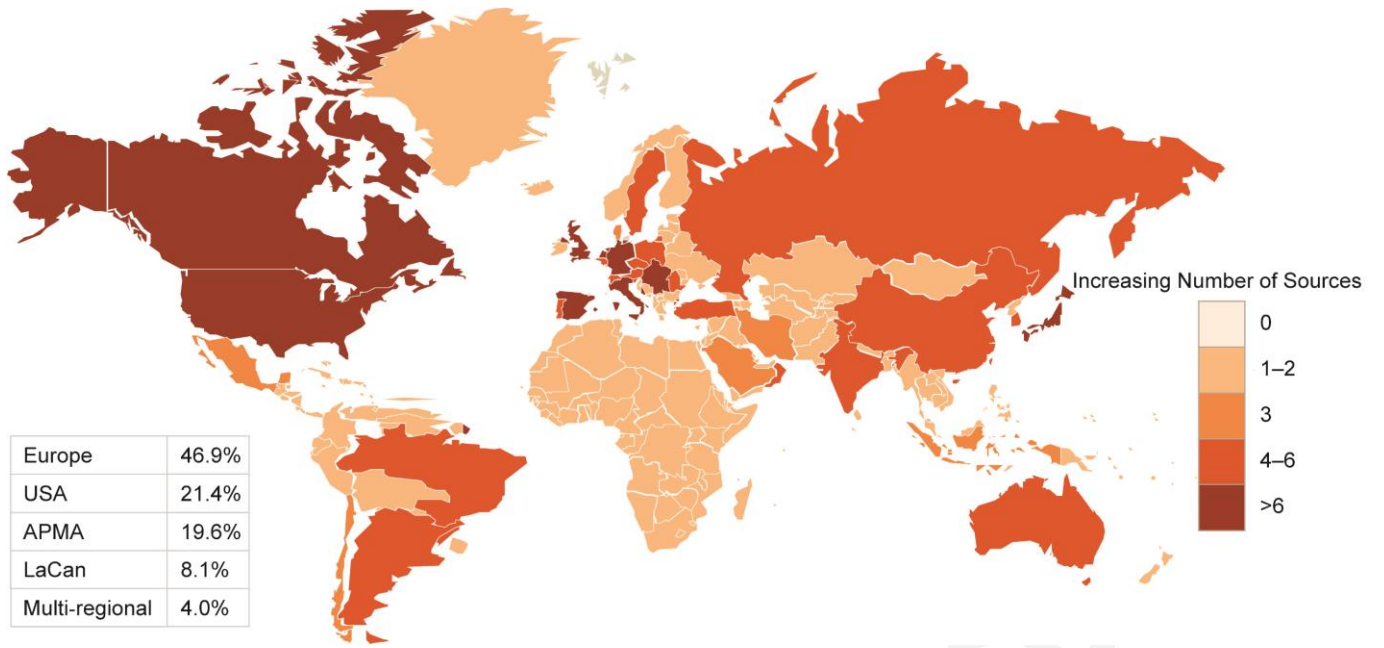 Increasing Number of Sources
0
1–2
3
4–6
>6
Europe 46.9%
USA 21.4%
APMA 19.6%
LaCan 8.1%
Multi-regional 4.0%